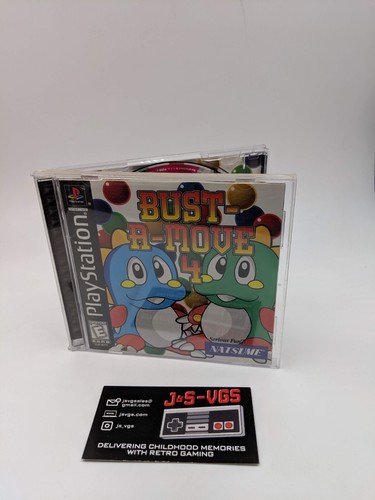 BUST-
A-MOVE
4
PlayStation
E
NATSUME
J&S-VGS
jsvgsales@
gmail.com
jsvgs.com
js_vgs
DELIVERING CHILDHOOD MEMORIES
WITH RETRO GAMING